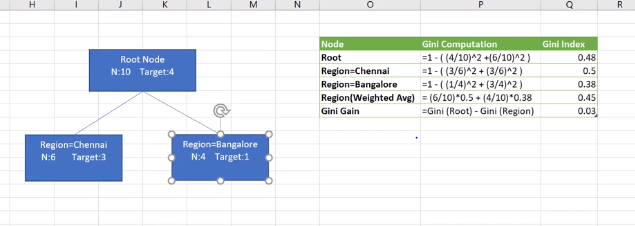 H I J K L M N O P Q R
Root Node
N:10 Target:4
Region=Chennai
N:6 Target:3
Region=Bangalore
N:4 Target:1
Node Gini Computation Gini Index
Root =1 - ( (4/10)^2 +(6/10)^2 ) 0.48
Region=Chennai =1 - ( (3/6)^2 + (3/6)^2 ) 0.5
Region=Bangalore =1 - ( (1/4)^2 + (3/4)^2 ) 0.38
Region(Weighted Avg) = (6/10)*0.5 + (4/10)*0.38 0.45
Gini Gain =Gini (Root) - Gini (Region) 0.03